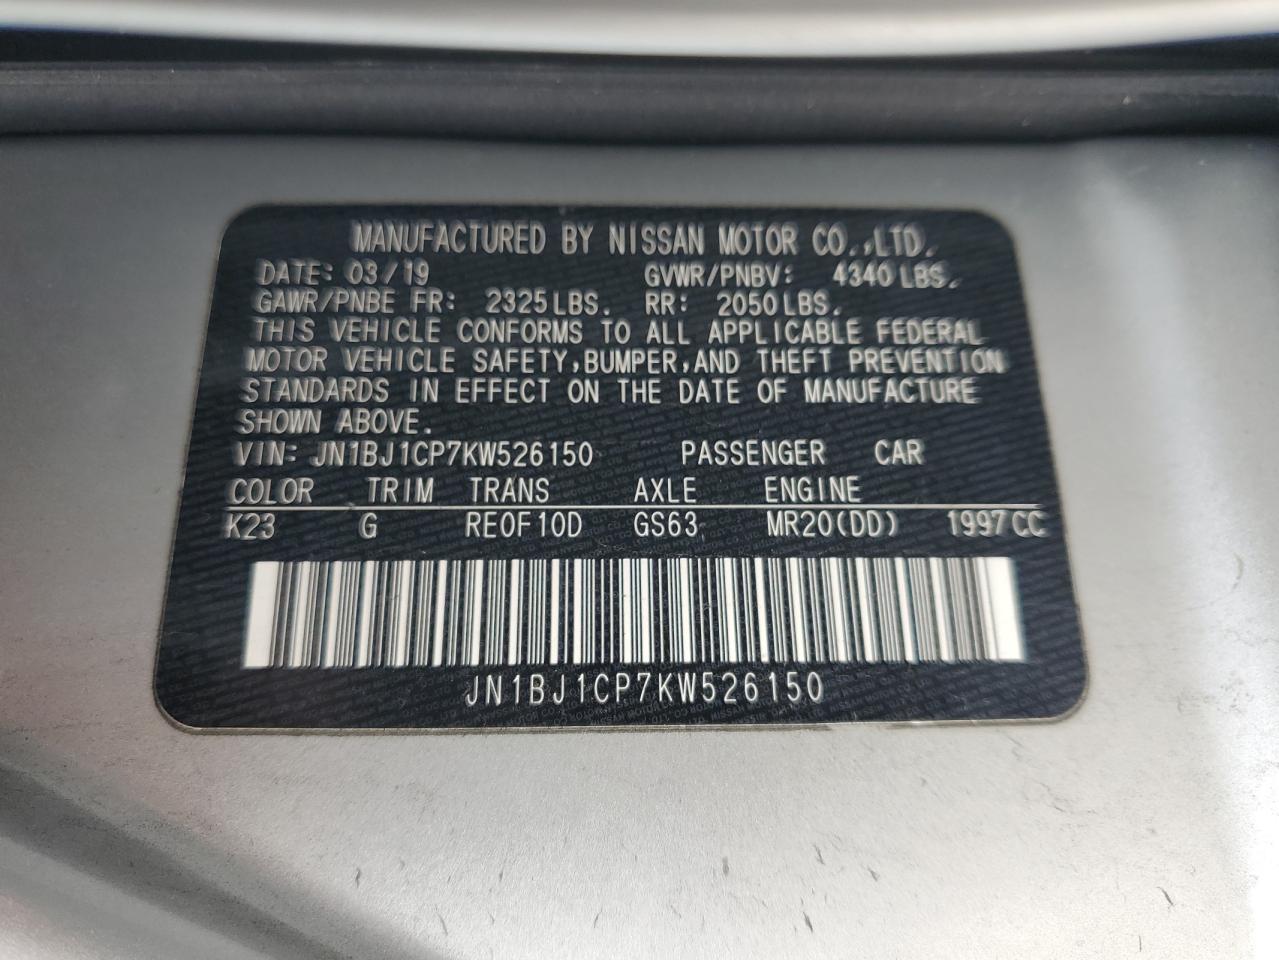 MANUFACTURED BY NISSAN MOTOR CO.,LTD.
DATE: 03/19 GVWR/PNBV: 4340 LBS.
GAWR/PNBE FR: 2325 LBS. RR: 2050 LBS.
THIS VEHICLE CONFORMS TO ALL APPLICABLE FEDERAL
MOTOR VEHICLE SAFETY,BUMPER,AND THEFT PREVENTION
STANDARDS IN EFFECT ON THE DATE OF MANUFACTURE
SHOWN ABOVE.
VIN: JN1BJ1CP7KW526150 PASSENGER CAR
COLOR TRIM TRANS AXLE ENGINE
K23 G RE0F10D GS63 MR20(DD) 1997 CC
JN1BJ1CP7KW526150